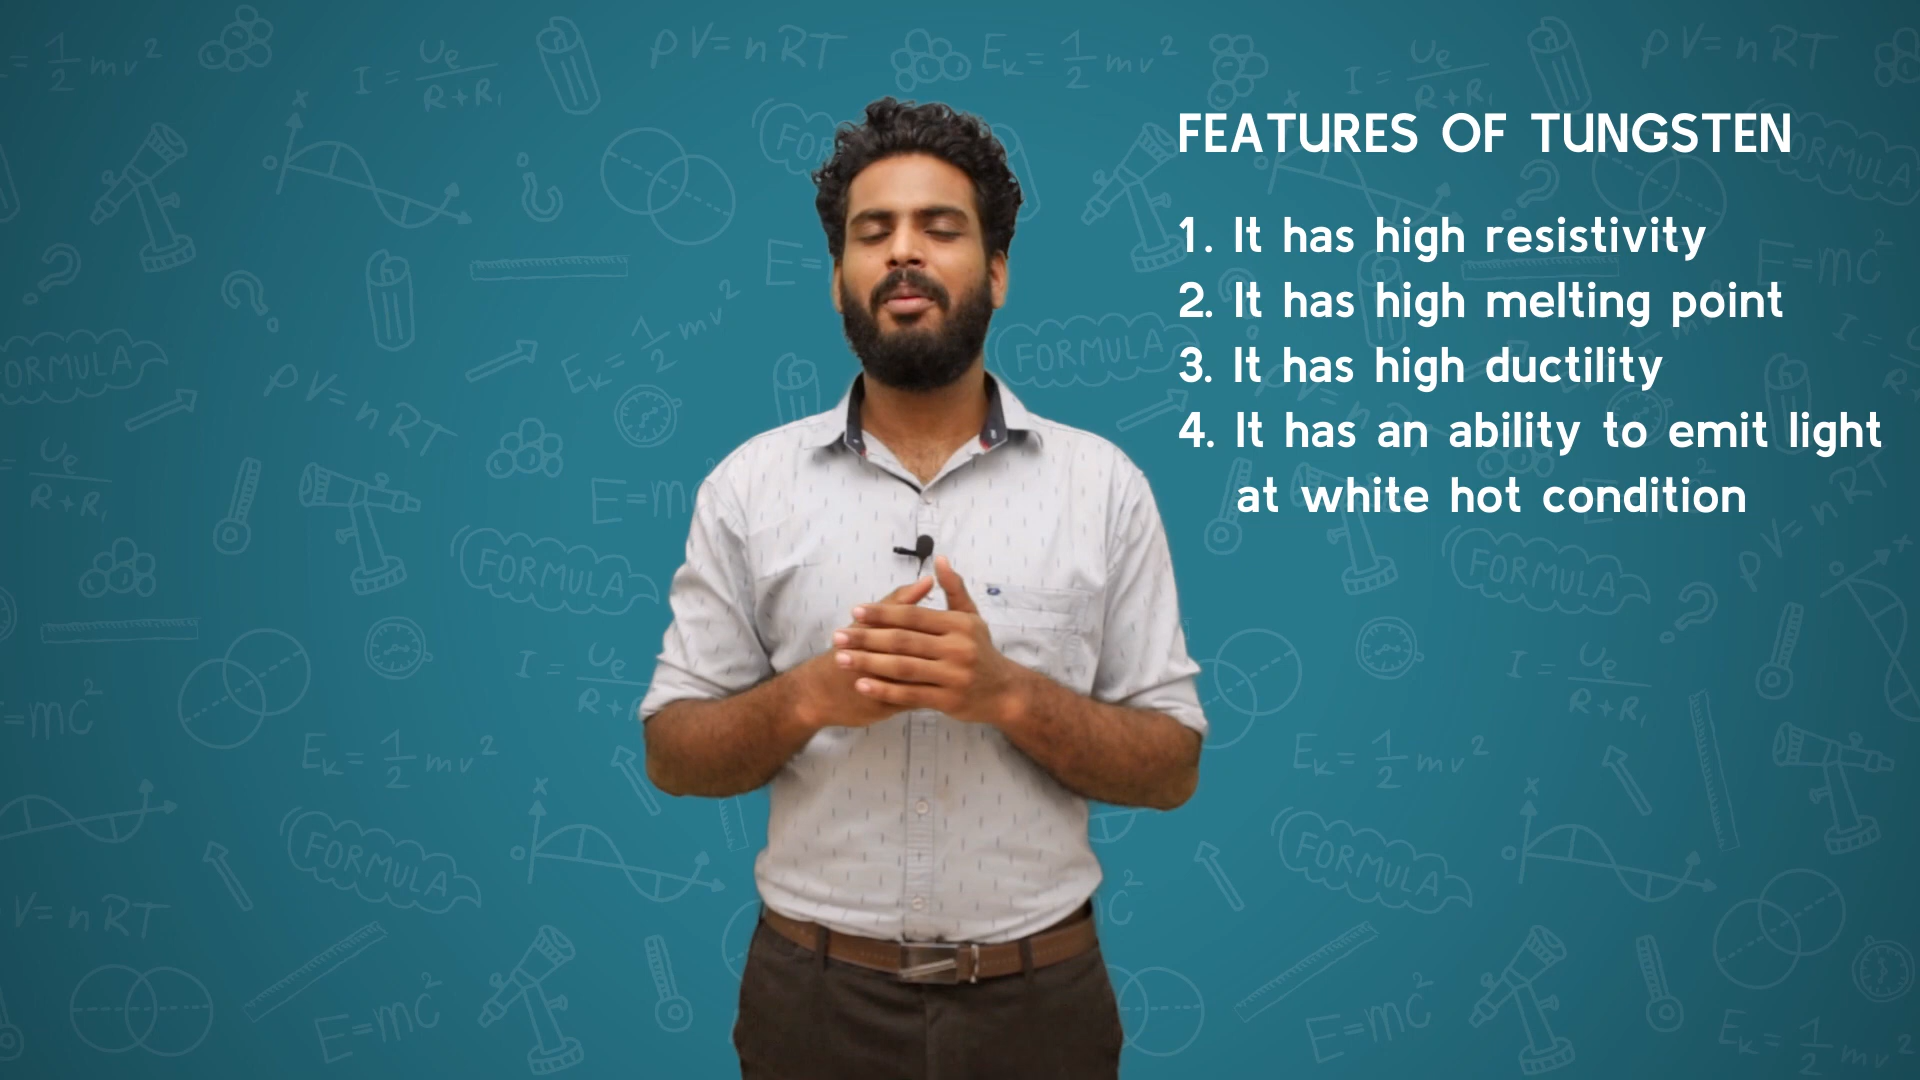 FEATURES OF TUNGSTEN
1. It has high resistivity
2. It has high melting point
3. It has high ductility
4. It has an ability to emit light
at white hot condition